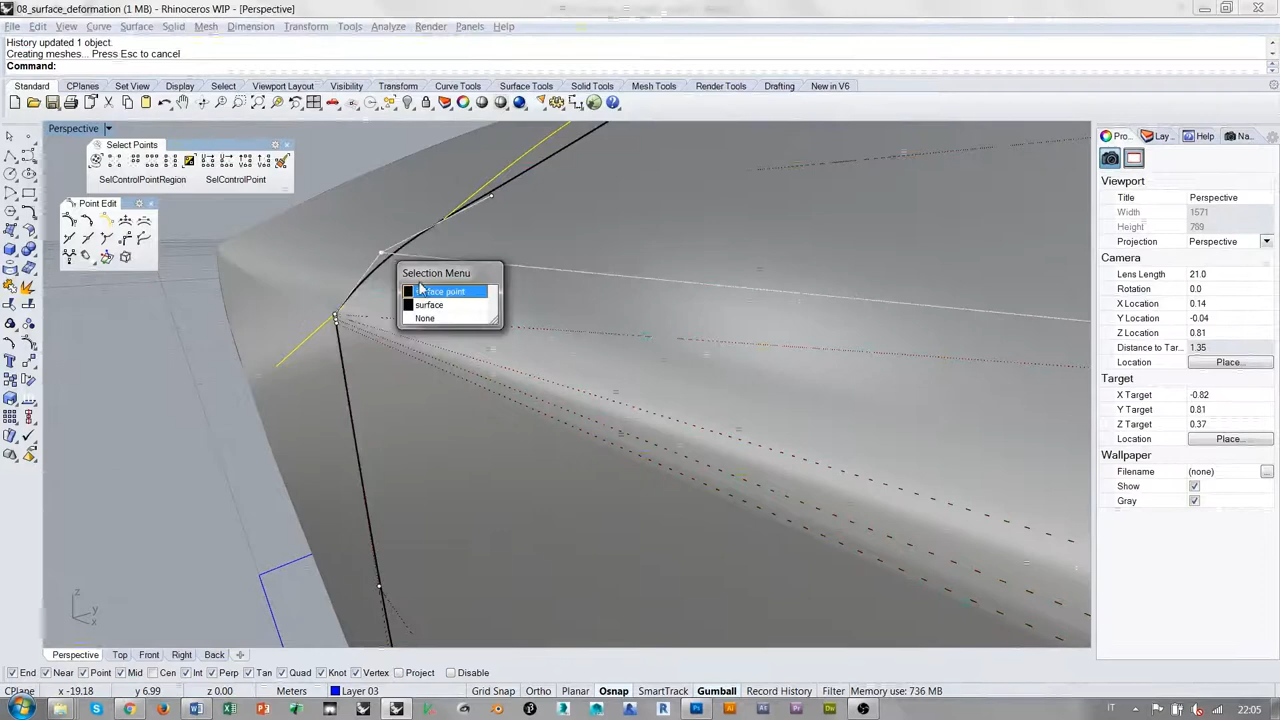 08_surface_deformation (1 MB) - Rhinoceros WIP - [Perspective]
File Edit View Curve Surface Solid Mesh Dimension Transform Tools Analyze Render Panels Help
History updated 1 object.
Creating meshes... Press Esc to cancel
Command:
Standard CPlanes Set View Display Select Viewport Layout Visibility Transform Curve Tools Surface Tools Solid Tools Mesh Tools Render Tools Drafting New in V6
Perspective
Select Points
SelControlPointRegion SelControlPoint
Point Edit
Selection Menu
surface
None
Pro... Lay... Help Na...
Viewport
Title Perspective
Width 1571
Height 789
Projection Perspective
Camera
Lens Length 21.0
Rotation 0.0
X Location 0.14
Y Location -0.04
Z Location 0.81
Distance to Tar... 1.35
Location Place...
Target
X Target -0.82
Y Target 0.81
Z Target 0.37
Location Place...
Wallpaper
Filename (none) ...
Show
Gray
z
y
x
Perspective Top Front Right Back
End Near Point Mid Cen Int Perp Tan Quad Knot Vertex Project Disable
CPlane x -19.18 y 6.99 z 0.00 Meters Layer 03 Grid Snap Ortho Planar Osnap SmartTrack Gumball Record History Filter Memory use: 736 MB
IT 22:05